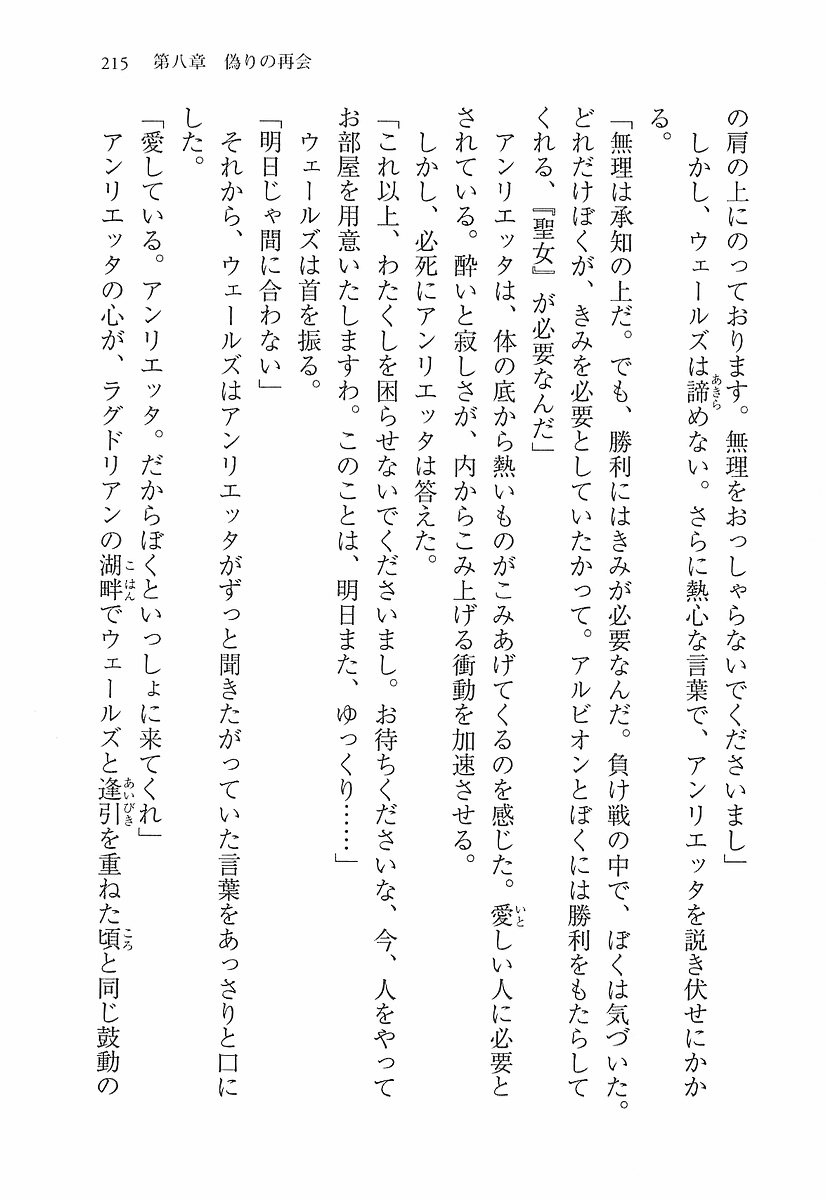 215　第八章　偽りの再会
の肩の上にのっております。無理をおっしゃらないでくださいまし」
　しかし、ウェールズは諦めない。さらに熱心な言葉で、アンリエッタを説き伏せにかか
る。
「無理は承知の上だ。でも、勝利にはきみが必要なんだ。負け戦の中で、ぼくは気づいた。
どれだけぼくが、きみを必要としていたかって。アルビオンとぼくには勝利をもたらして
くれる、『聖女』が必要なんだ」
　アンリエッタは、体の底から熱いものがこみあげてくるのを感じた。愛しい人に必要と
されている。酔いと寂しさが、内からこみ上げる衝動を加速させる。
　しかし、必死にアンリエッタは答えた。
「これ以上、わたくしを困らせないでくださいまし。お待ちくださいな、今、人をやって
お部屋を用意いたしますわ。このことは、明日また、ゆっくり……」
　ウェールズは首を振る。
「明日じゃ間に合わない」
　それから、ウェールズはアンリエッタがずっと聞きたがっていた言葉をあっさりと口に
した。
「愛している。アンリエッタ。だからぼくといっしょに来てくれ」
　アンリエッタの心が、ラグドリアンの湖畔でウェールズと逢引を重ねた頃と同じ鼓動の